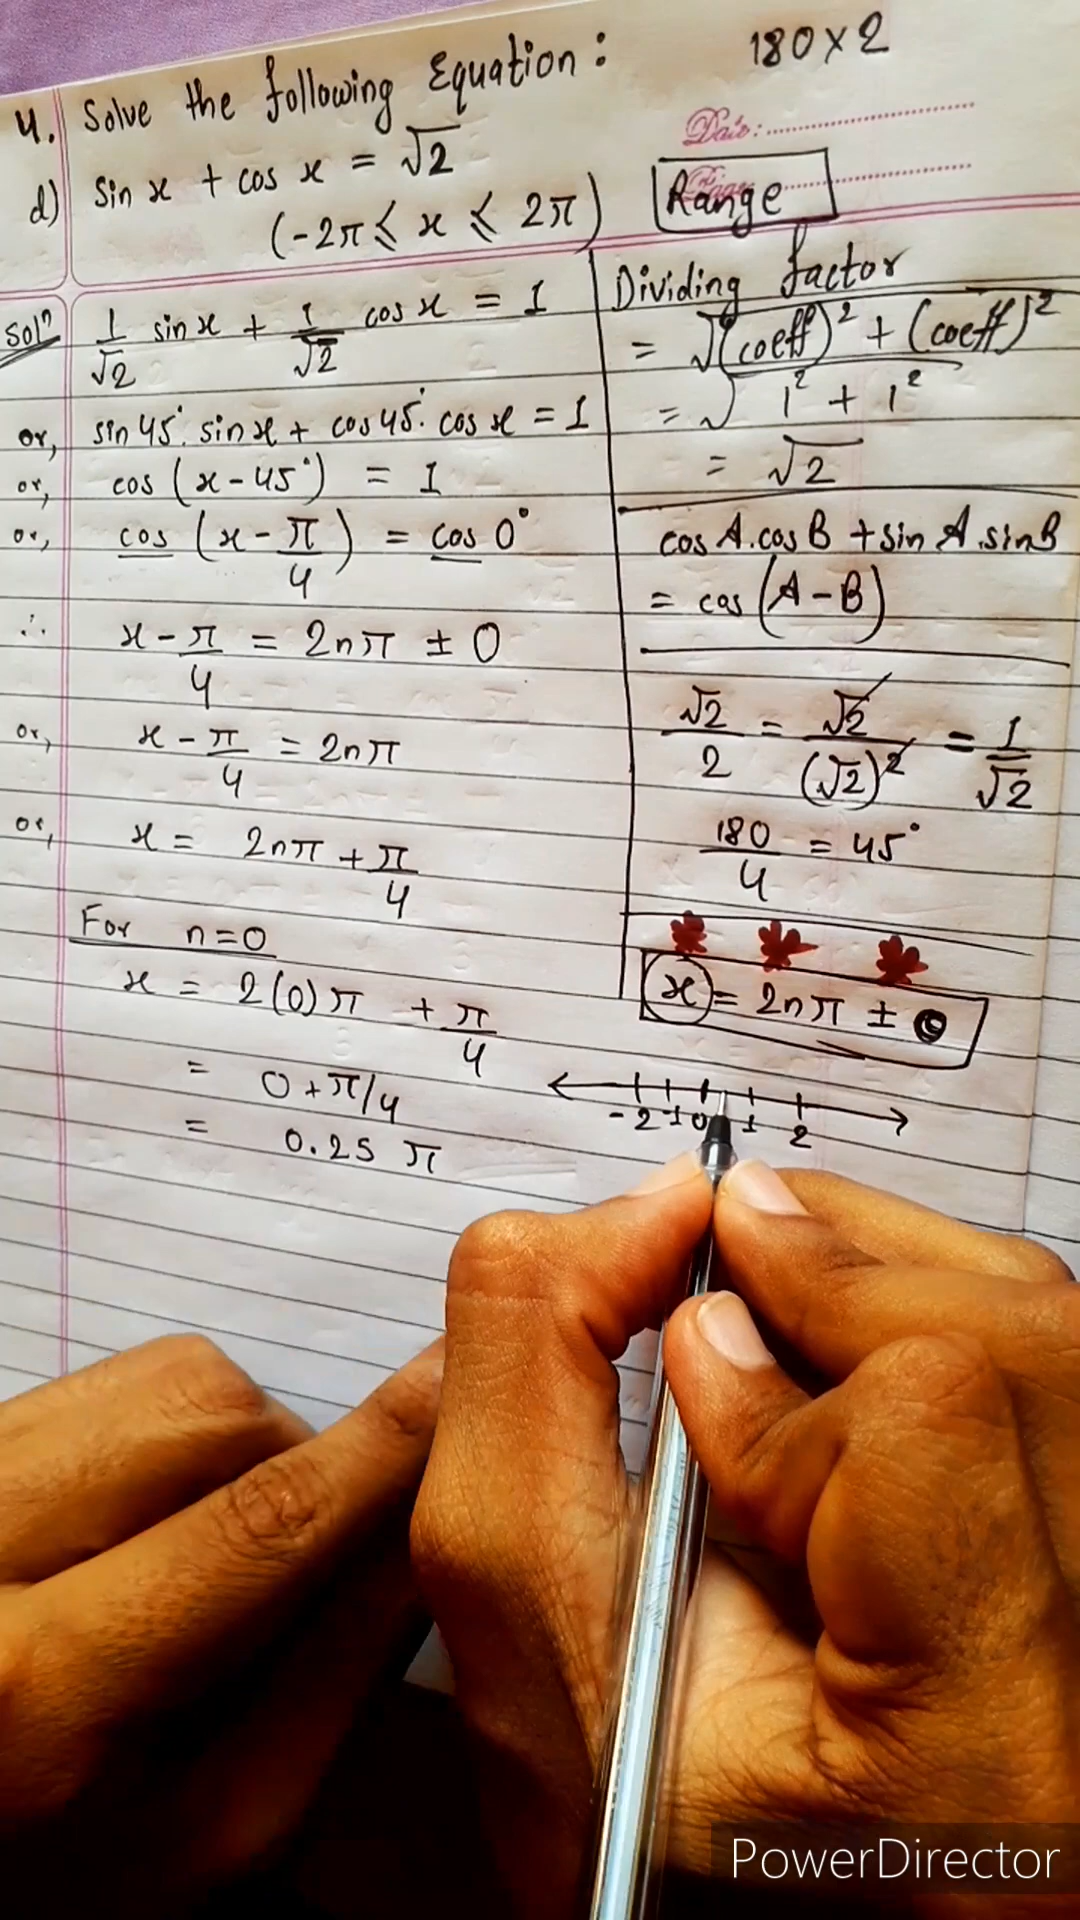 4. Solve the following Equation :
180 × 2
d) sin x + cos x = √2
(-2π ≤ x ≤ 2π)
Date:
Range
Solⁿ 1/√2 sin x + 1/√2 cos x = 1
or, sin 45°. sin x + cos 45°. cos x = 1
or, cos (x - 45°) = 1
or, cos (x - π/4) = cos 0°
∴ x - π/4 = 2nπ ± 0
or, x - π/4 = 2nπ
or, x = 2nπ + π/4
For n = 0
x = 2(0)π + π/4
= 0 + π/4
= 0.25 π
Dividing factor
= √(coeff)² + (coeff)²
= √1² + 1²
= √2
cos A. cos B + sin A. sin B
= cos (A - B)
√2/2 = √2/(√2)² = 1/√2
180/4 = 45°
x = 2nπ ±
-2 -1 0 1 2
PowerDirector